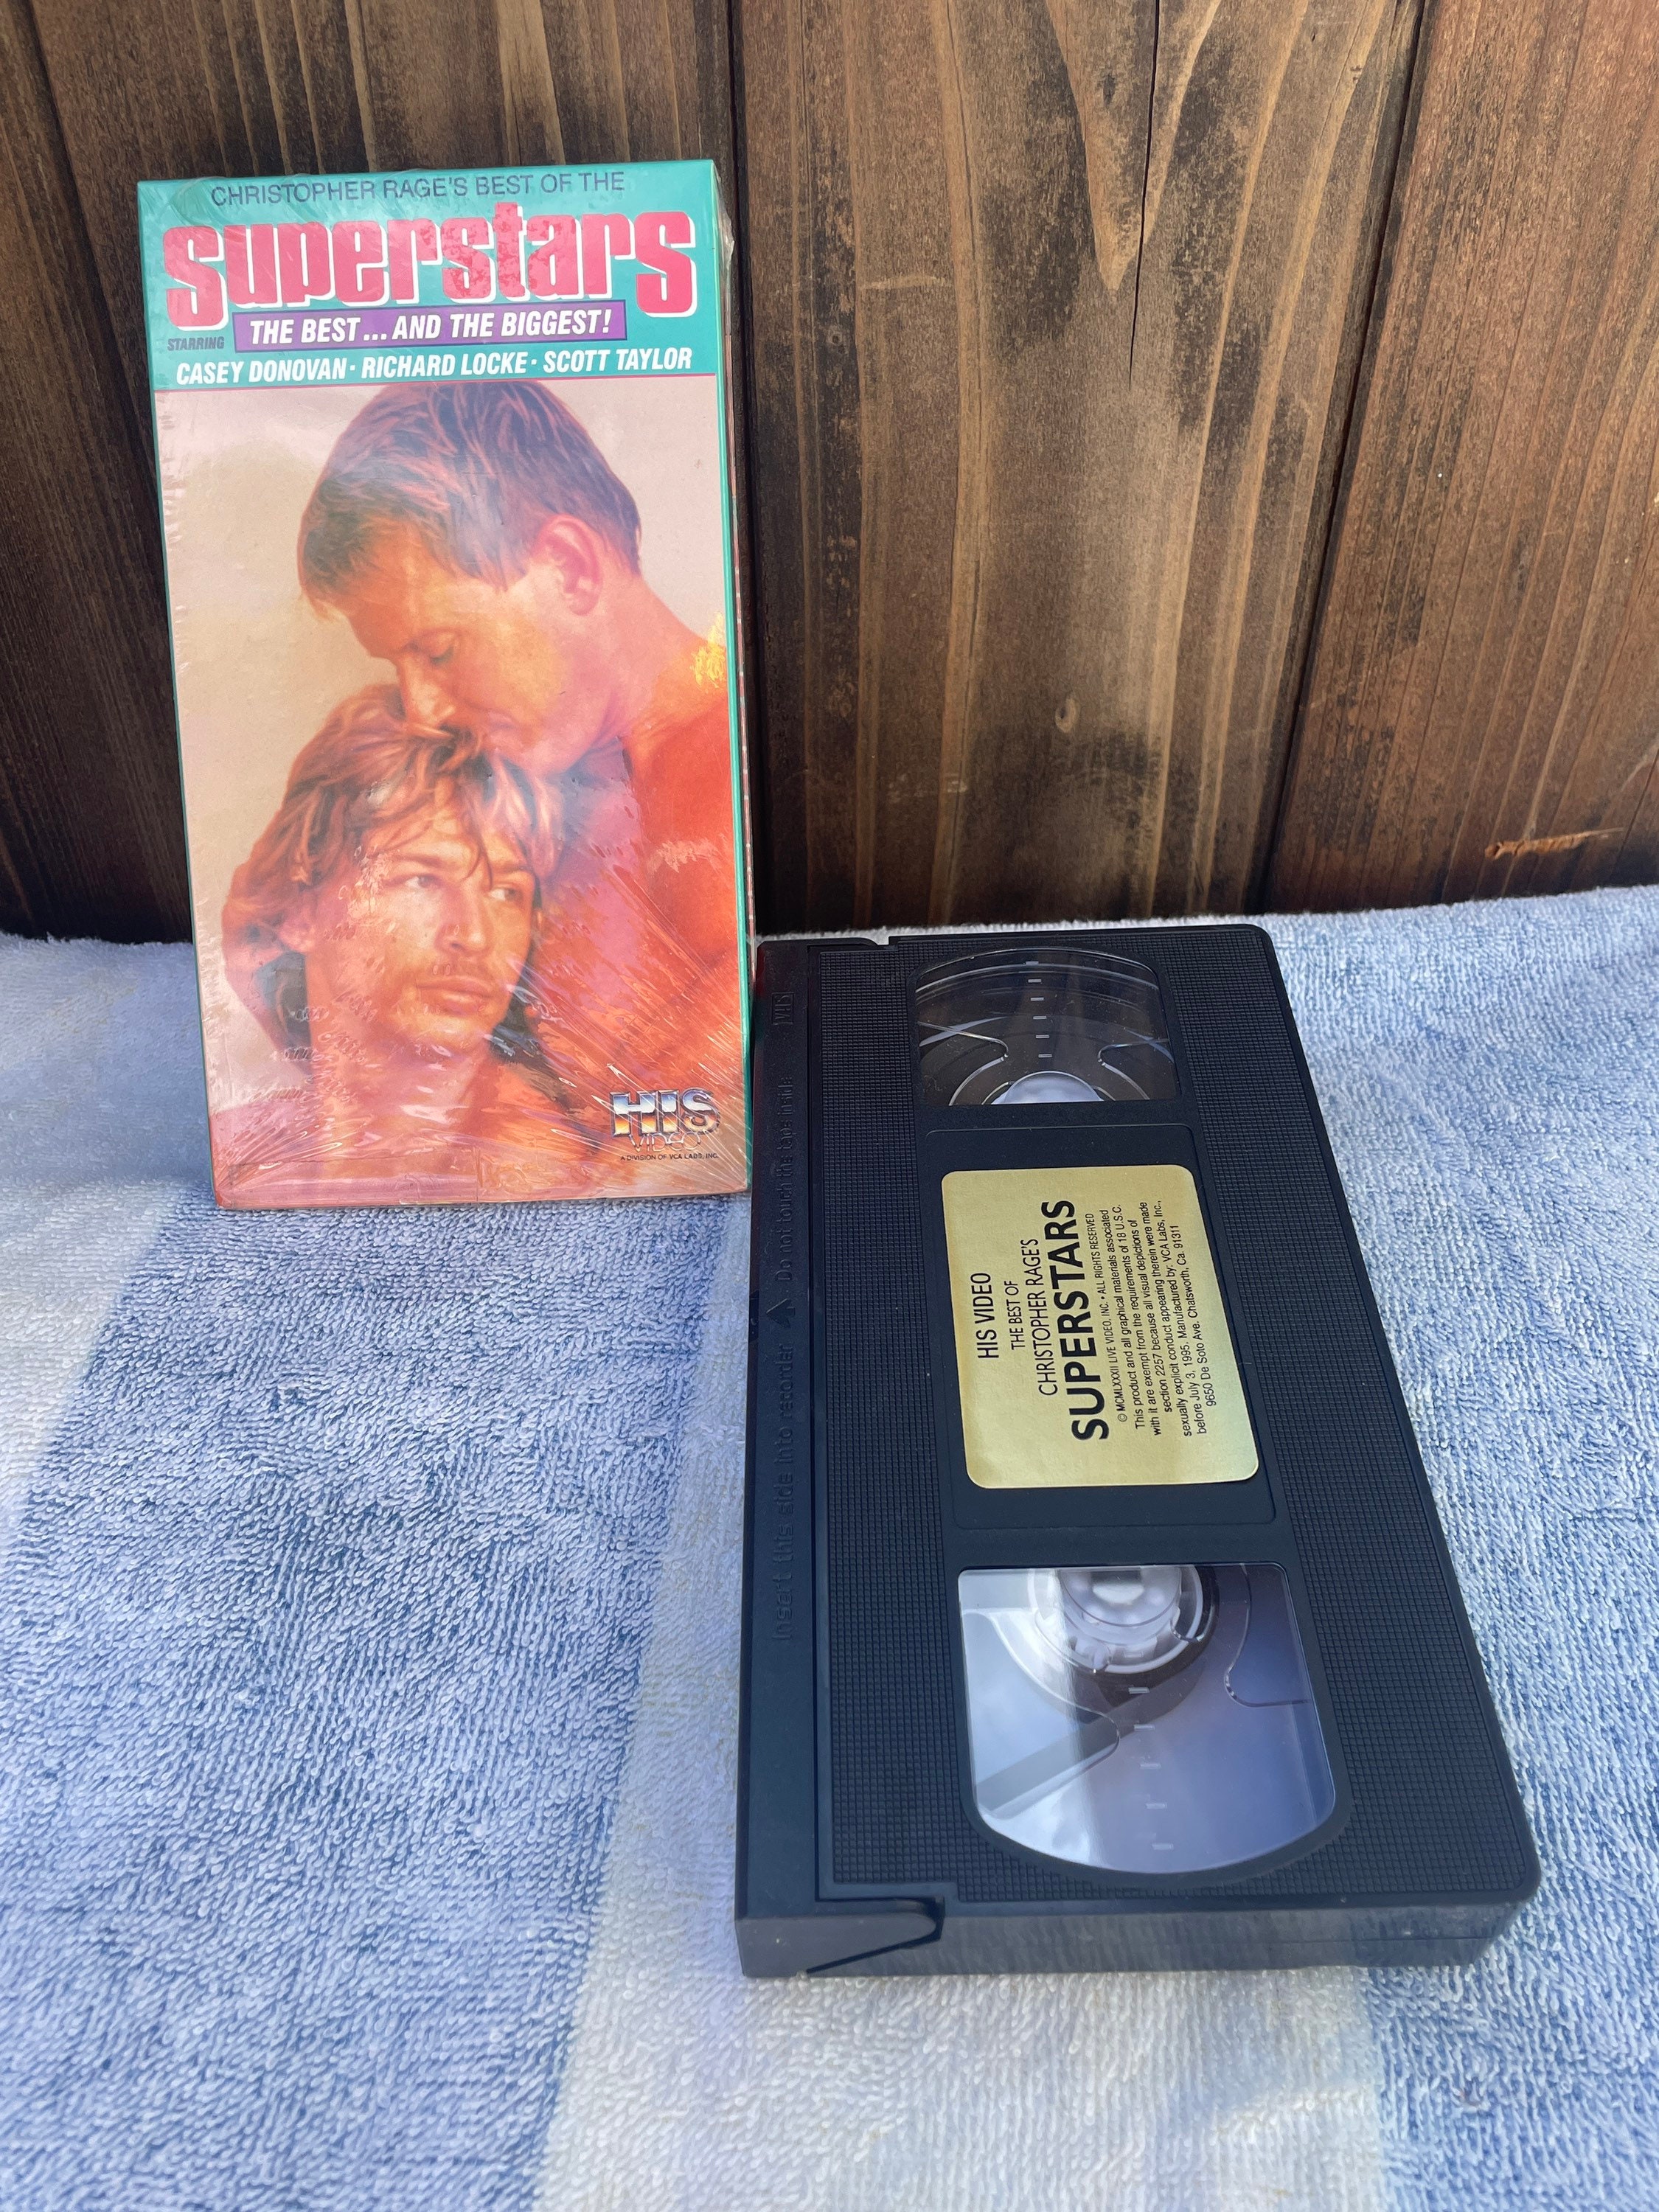 CHRISTOPHER RAGE'S BEST OF THE
superstars
THE BEST... AND THE BIGGEST!
STARRING
CASEY DONOVAN · RICHARD LOCKE · SCOTT TAYLOR
HIS
VIDEO
A DIVISION OF VCA LABS, INC.
VHS
Insert this side into recorder Do not touch the tape inside
HIS VIDEO
THE BEST OF
CHRISTOPHER RAGE'S
SUPERSTARS
© MCMLXXXII LIVE VIDEO, INC. • ALL RIGHTS RESERVED
This product and all graphical materials associated
with it are exempt from the requirements of 18 U.S.C.
section 2257 because all visual depictions of
sexually explicit conduct appearing therein were made
before July 3, 1995. Manufactured by: VCA Labs, Inc.,
9650 De Soto Ave. Chatsworth, Ca. 91311